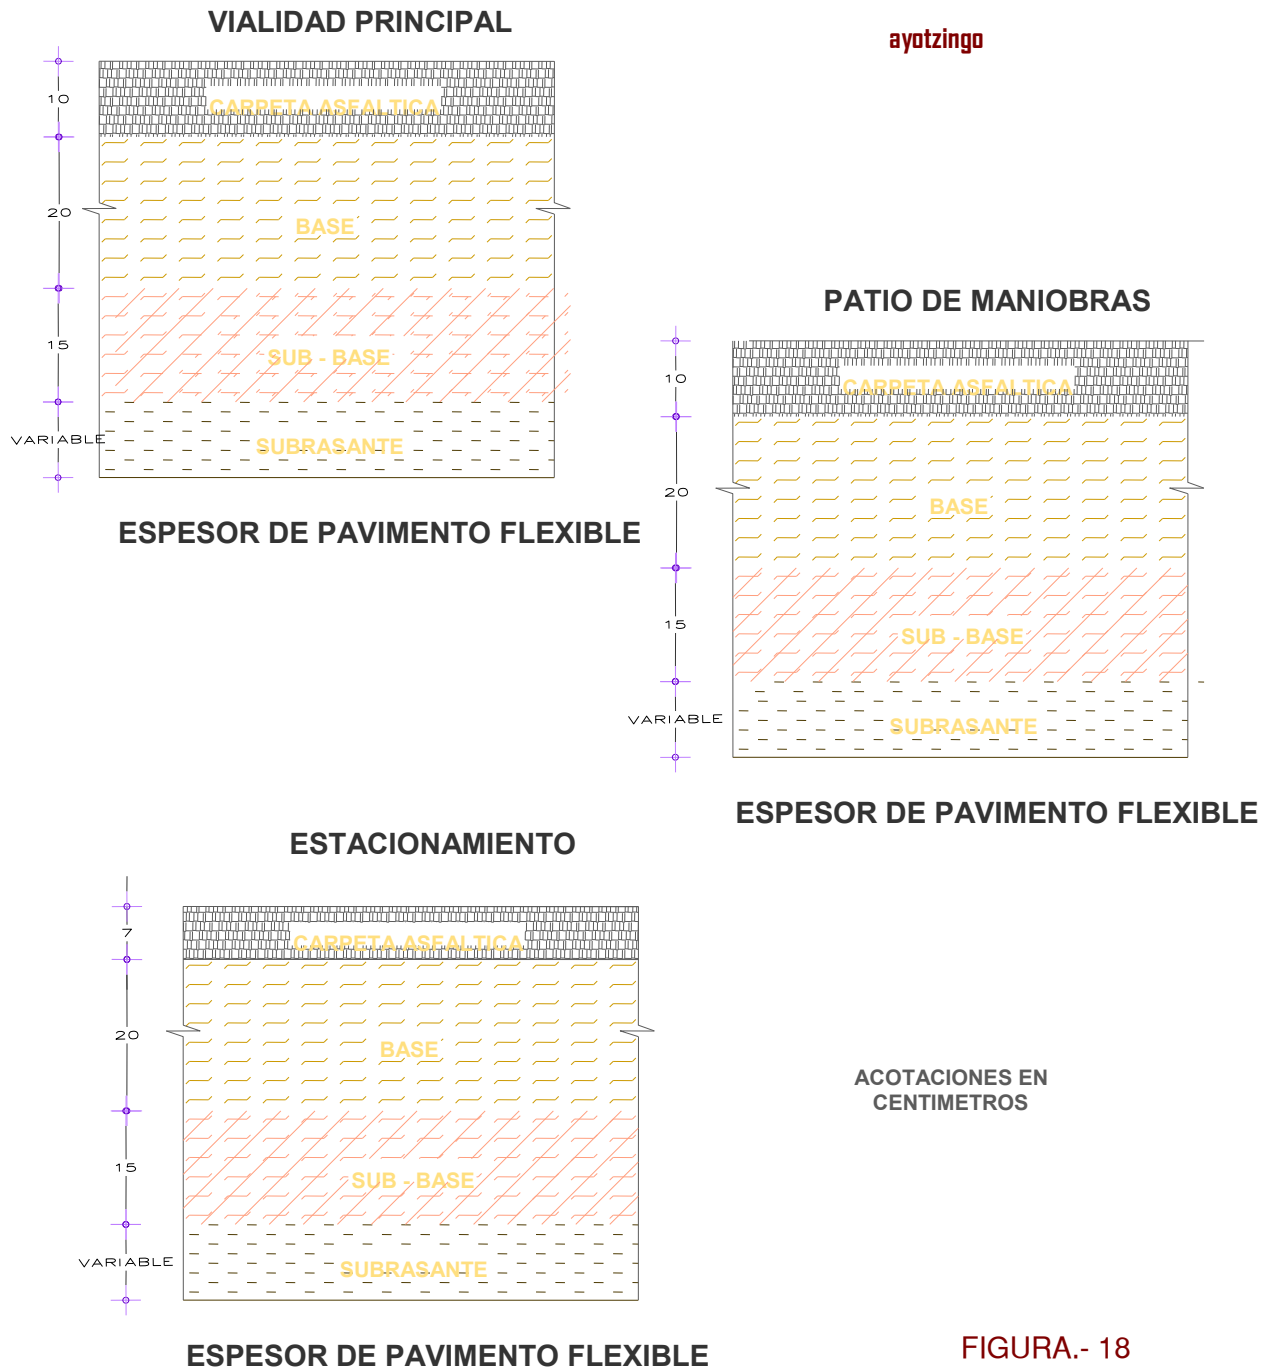 VIALIDAD PRINCIPAL
ayotzingo
10
CARPETA ASFALTICA
20
BASE
15
SUB - BASE
VARIABLE
SUBRASANTE
ESPESOR DE PAVIMENTO FLEXIBLE
PATIO DE MANIOBRAS
10
CARPETA ASFALTICA
20
BASE
15
SUB - BASE
VARIABLE
SUBRASANTE
ESPESOR DE PAVIMENTO FLEXIBLE
ESTACIONAMIENTO
7
CARPETA ASFALTICA
20
BASE
15
SUB - BASE
VARIABLE
SUBRASANTE
ESPESOR DE PAVIMENTO FLEXIBLE
ACOTACIONES EN
CENTIMETROS
FIGURA.- 18